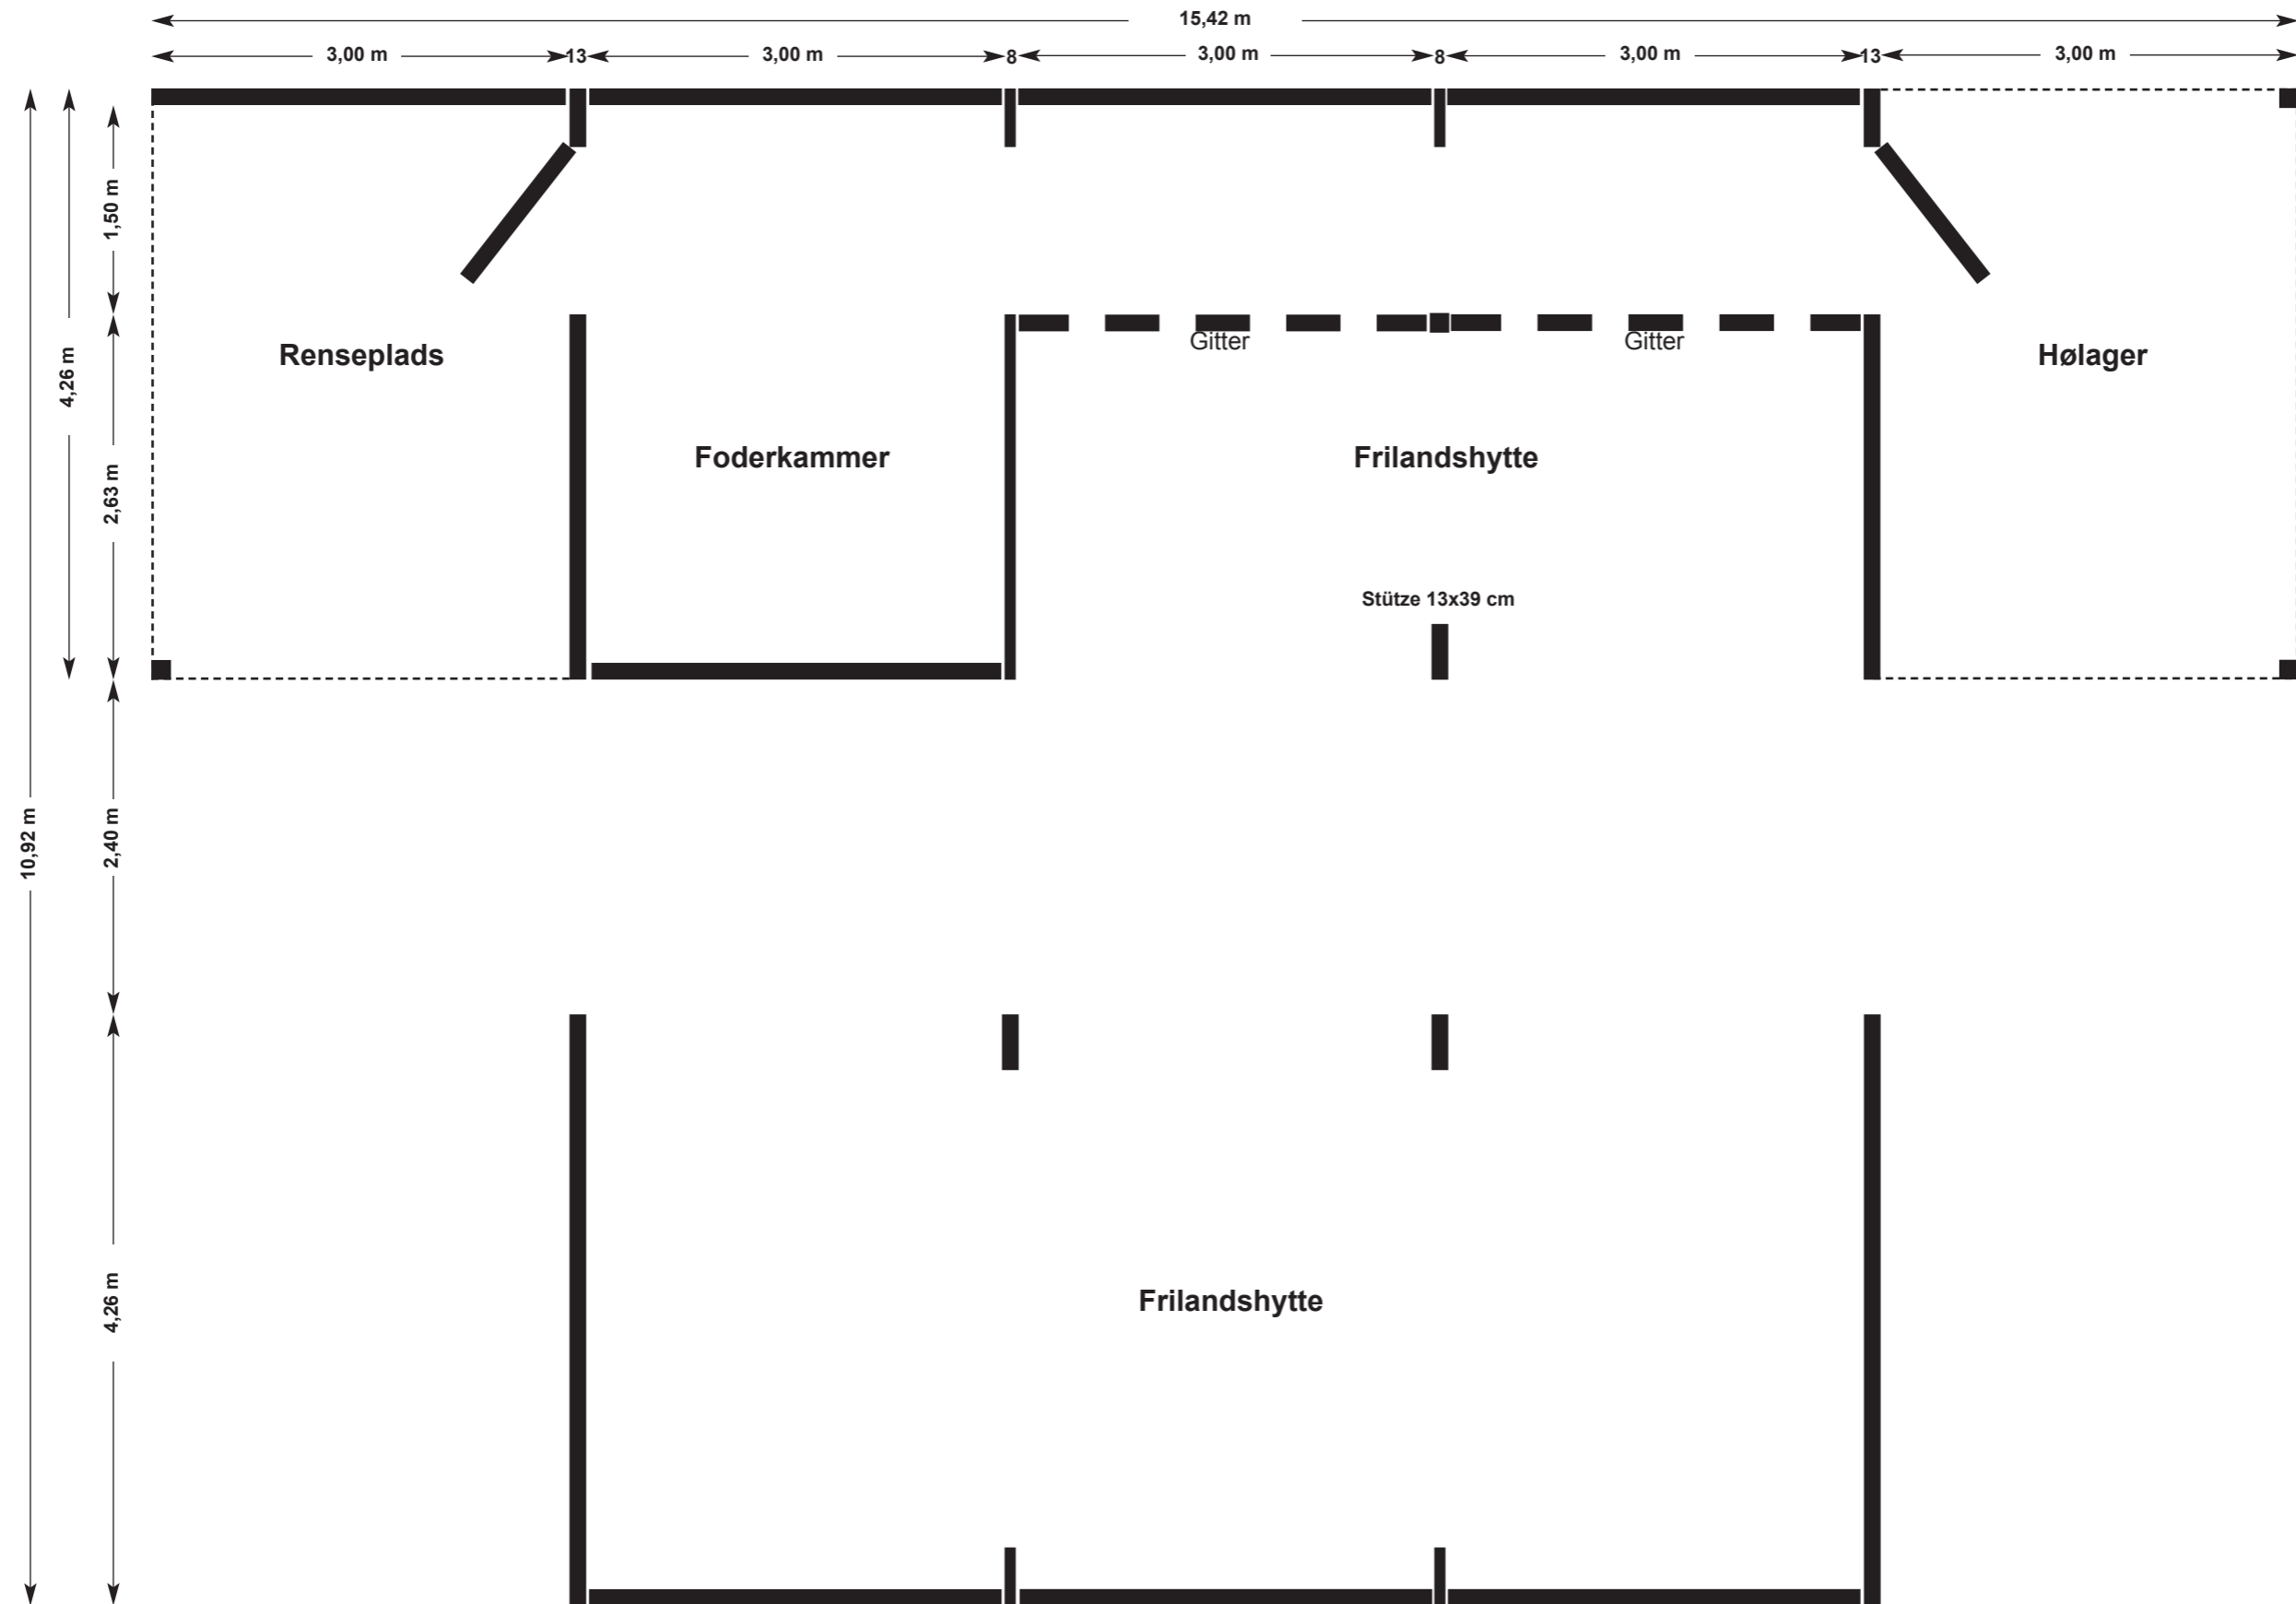 15,42 m
3,00 m 13 3,00 m 8 3,00 m 8 3,00 m 13 3,00 m
1,50 m
4,26 m
2,63 m
10,92 m
2,40 m
4,26 m
Gitter Gitter
Renseplads
Hølager
Foderkammer
Frilandshytte
Stütze 13x39 cm
Frilandshytte